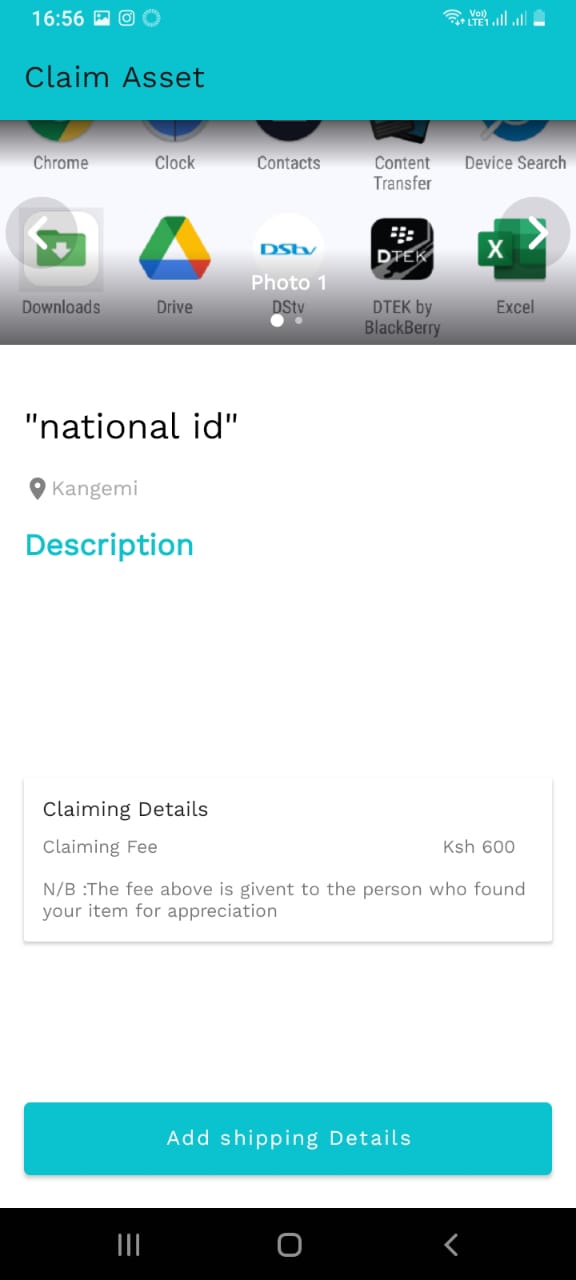 16:56
Vo)) LTE1
Claim Asset
Chrome
Clock
Contacts
Content
Transfer
Device Search
DStv
DTEK
X
Photo 1
Downloads
Drive
DStv
DTEK by
BlackBerry
Excel
"national id"
Kangemi
Description
Claiming Details
Claiming Fee Ksh 600
N/B :The fee above is givent to the person who found
your item for appreciation
Add shipping Details